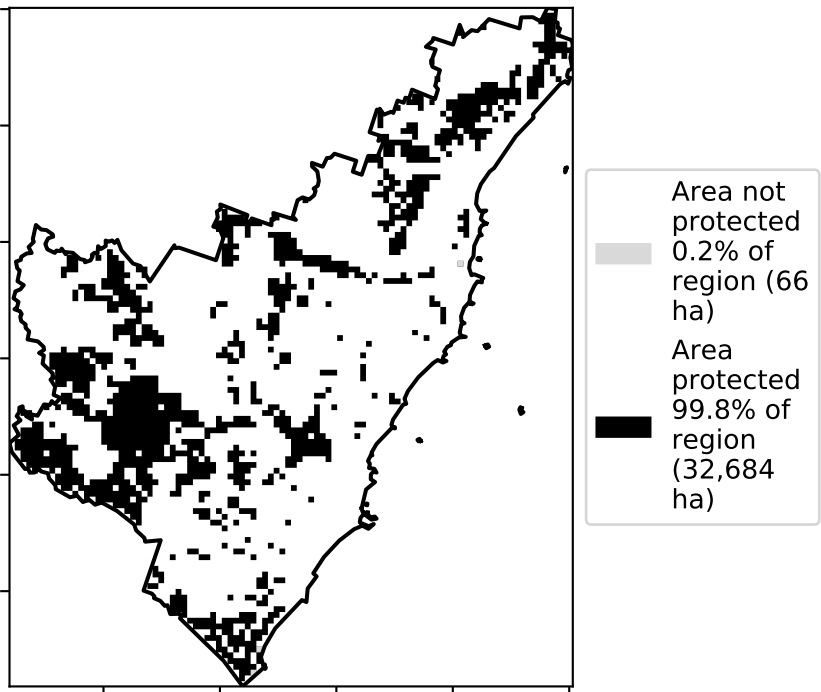 Area not
protected
0.2% of
region (66
ha)
Area
protected
99.8% of
region
(32,684
ha)